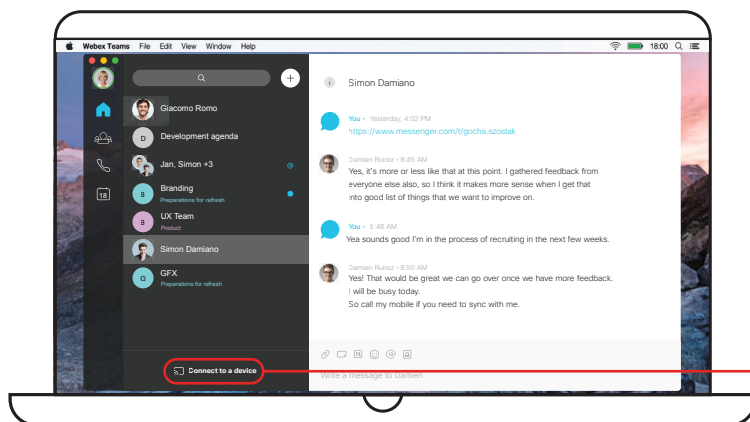 Webex Teams File Edit View Window Help
18:00
Simon Damiano
Giacomo Romo
You • Yesterday, 4:02 PM
https://www.messenger.com/t/gocha.szostak
D
Development agenda
Jan, Simon +3
@
Damien Ruirez • 8:45 AM
Yes, it's more or less like that at this point. I gathered feedback from
everyone else also, so I think it makes more sense when I get that
into good list of things that we want to improve on.
18
B
Branding
Preparations for refresh
B
UX Team
Product
You • 8:48 AM
Yea sounds good I'm in the process of recruiting in the next few weeks.
Simon Damiano
Damien Ruirez • 8:50 AM
Yes! That would be great we can go over once we have more feedback.
I will be busy today.
So call my mobile if you need to sync with me.
G
GFX
Preparations for refresh
Connect to a device
Write a message to Damien